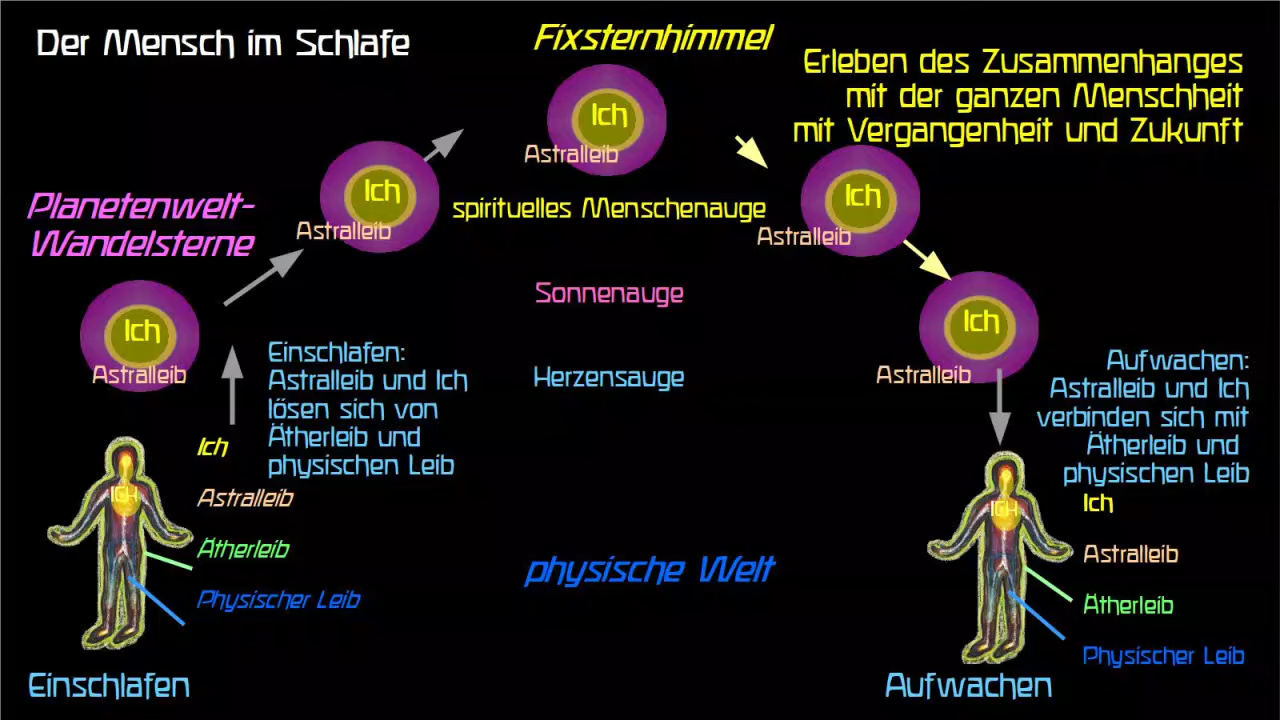 Der Mensch im Schlafe
Fixsternhimmel
Erleben des Zusammenhanges
mit der ganzen Menschheit
mit Vergangenheit und Zukunft
Ich
Astralleib
Ich
Astralleib
Ich
Astralleib
Planetenwelt-
Wandelsterne
spirituelles Menschenauge
Sonnenauge
Herzensauge
Ich
Astralleib
Ich
Astralleib
Einschlafen:
Astralleib und Ich
lösen sich von
Ätherleib und
physischen Leib
Aufwachen:
Astralleib und Ich
verbinden sich mit
Ätherleib und
physischen Leib
ICH
Ich
Astralleib
Ätherleib
Physischer Leib
physische Welt
ICH
Ich
Astralleib
Ätherleib
Physischer Leib
Einschlafen
Aufwachen